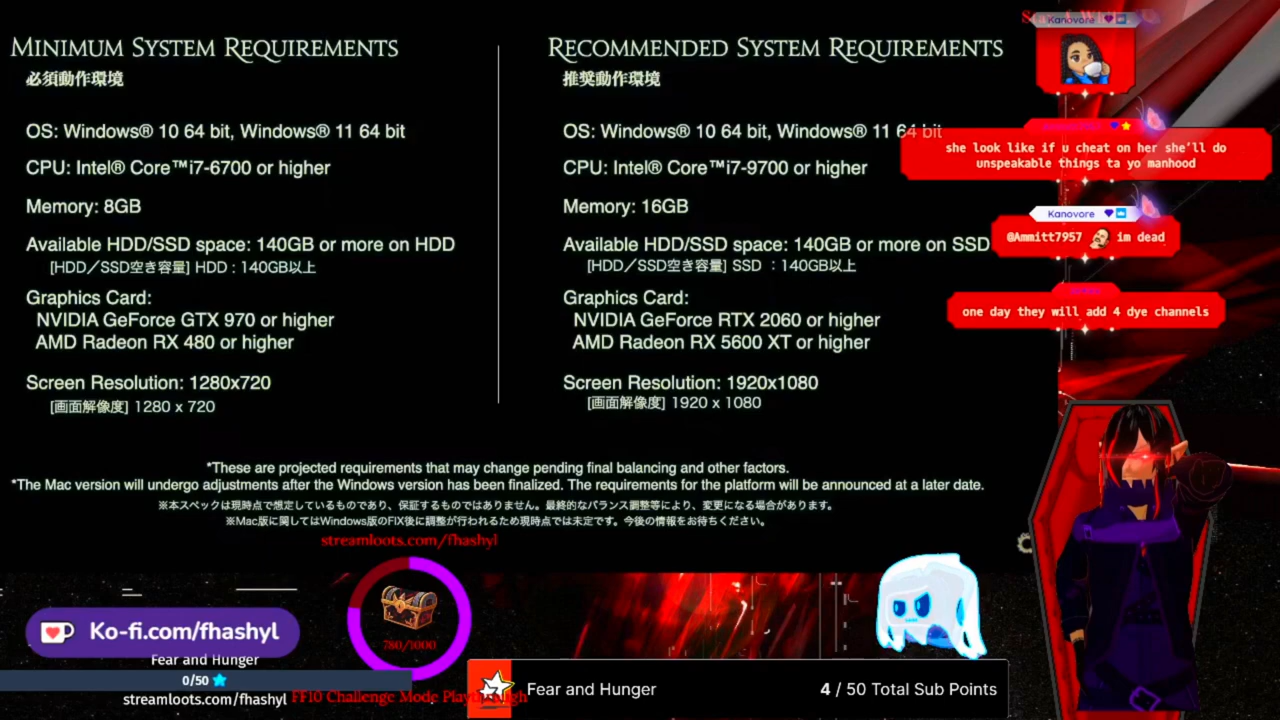 MINIMUM SYSTEM REQUIREMENTS
必須動作環境
OS: Windows® 10 64 bit, Windows® 11 64 bit
CPU: Intel® Core™i7-6700 or higher
Memory: 8GB
Available HDD/SSD space: 140GB or more on HDD
[HDD／SSD空き容量] HDD : 140GB以上
Graphics Card:
NVIDIA GeForce GTX 970 or higher
AMD Radeon RX 480 or higher
Screen Resolution: 1280x720
[画面解像度] 1280 x 720
RECOMMENDED SYSTEM REQUIREMENTS
推奨動作環境
OS: Windows® 10 64 bit, Windows® 11 64 bit
CPU: Intel® Core™i7-9700 or higher
Memory: 16GB
Available HDD/SSD space: 140GB or more on SSD
[HDD／SSD空き容量] SSD ：140GB以上
Graphics Card:
NVIDIA GeForce RTX 2060 or higher
AMD Radeon RX 5600 XT or higher
Screen Resolution: 1920x1080
[画面解像度] 1920 x 1080
*These are projected requirements that may change pending final balancing and other factors.
*The Mac version will undergo adjustments after the Windows version has been finalized. The requirements for the platform will be announced at a later date.
※本スペックは現時点で想定しているものであり、保証するものではありません。最終的なバランス調整等により、変更になる場合があります。
※Mac版に関してはWindows版のFIX後に調整が行われるため現時点では未定です。今後の情報をお待ちください。
Kanovore
she look like if u cheat on her she'll do
unspeakable things ta yo manhood
Kanovore
@Ammitt7957 im dead
one day they will add 4 dye channels
streamloots.com/fhashyl
780/1000
Ko-fi.com/fhashyl
Fear and Hunger
0/50
streamloots.com/fhashyl
FF10 Challenge Mode Playthrough
Fear and Hunger
4 / 50 Total Sub Points